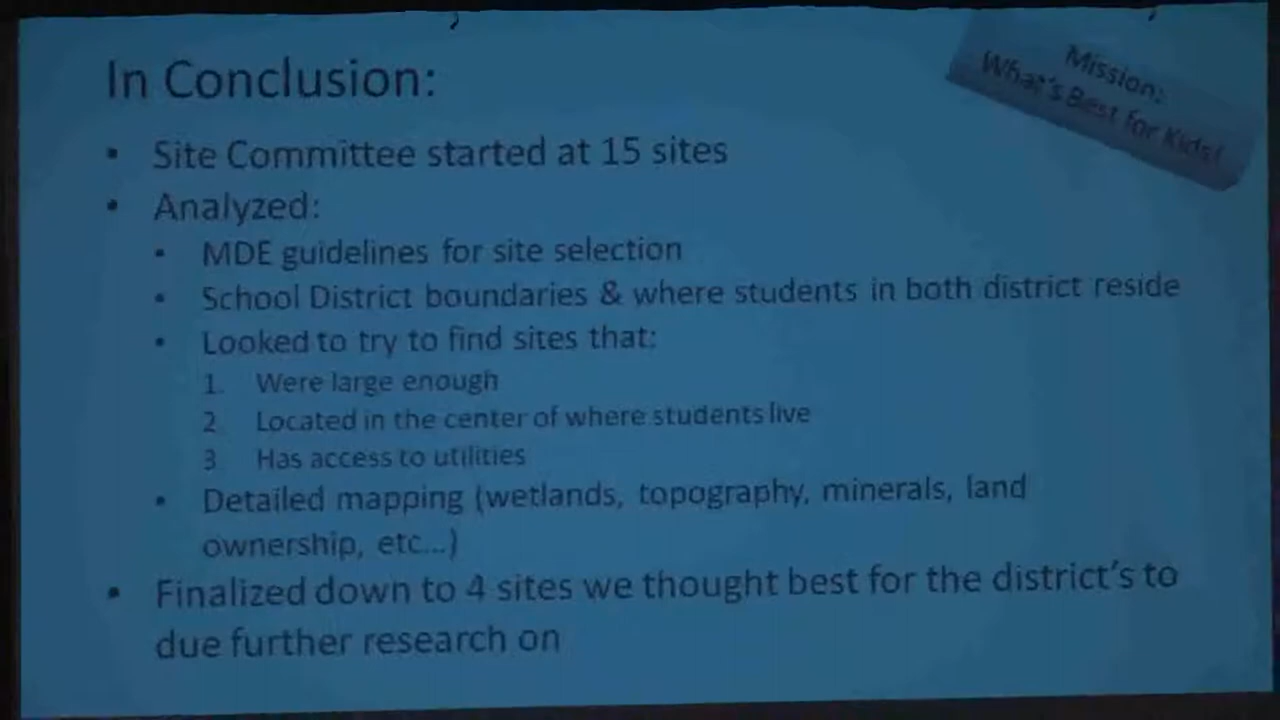 In Conclusion:
Mission:
What's Best for Kids!
• Site Committee started at 15 sites
• Analyzed:
• MDE guidelines for site selection
• School District boundaries & where students in both district reside
• Looked to try to find sites that:
1. Were large enough
2. Located in the center of where students live
3. Has access to utilities
• Detailed mapping (wetlands, topography, minerals, land
ownership, etc...)
• Finalized down to 4 sites we thought best for the district's to
due further research on